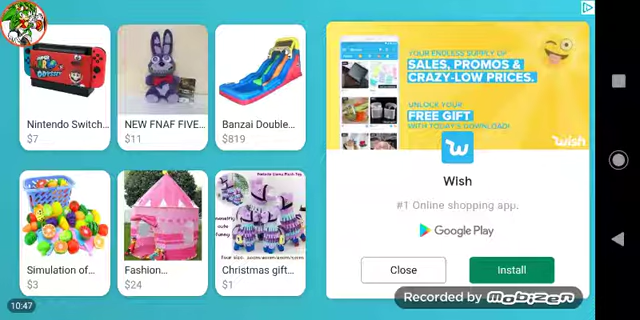 Nintendo Switch...
$7
NEW FNAF FIVE...
$11
Banzai Double...
$819
Simulation of...
$3
Fashion...
$24
Christmas gift...
$1
YOUR ENDLESS SUPPLY OF
SALES, PROMOS &
CRAZY-LOW PRICES.
UNLOCK YOUR
FREE GIFT
WITH TODAY'S DOWNLOAD!
wish
Wish
#1 Online shopping app.
Google Play
Close
Install
Recorded by MOBIZEN
10:47